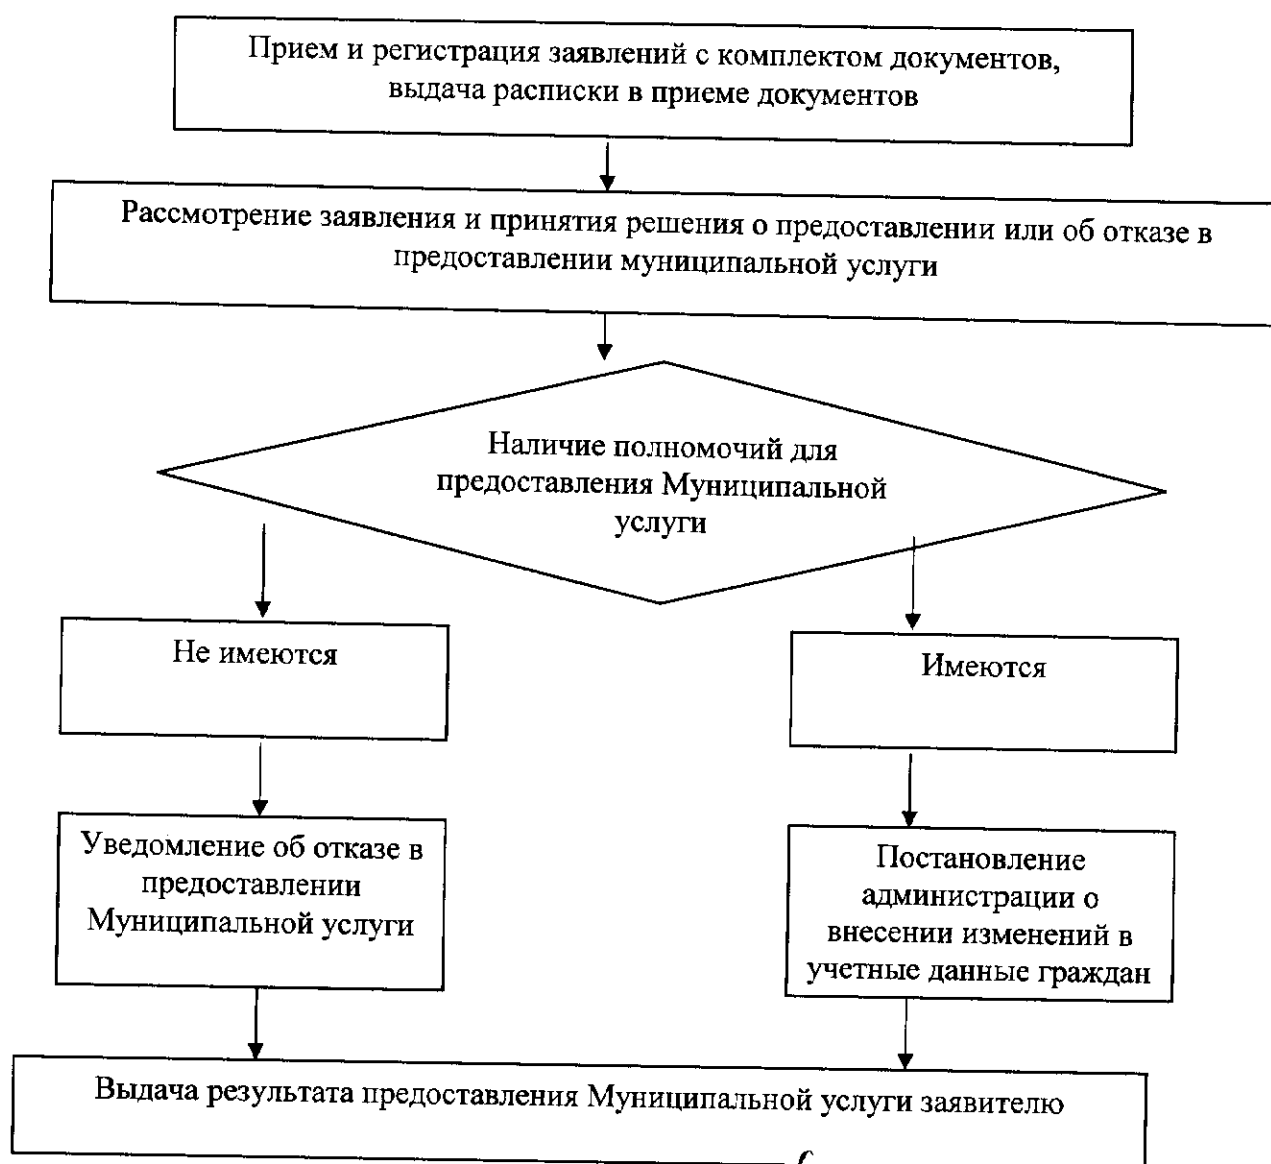 Прием и регистрация заявлений с комплектом документов,
выдача расписки в приеме документов
Рассмотрение заявления и принятия решения о предоставлении или об отказе в
предоставлении муниципальной услуги
Наличие полномочий для
предоставления Муниципальной
услуги
Не имеются
Имеются
Уведомление об отказе в
предоставлении
Муниципальной услуги
Постановление
администрации о
внесении изменений в
учетные данные граждан
Выдача результата предоставления Муниципальной услуги заявителю